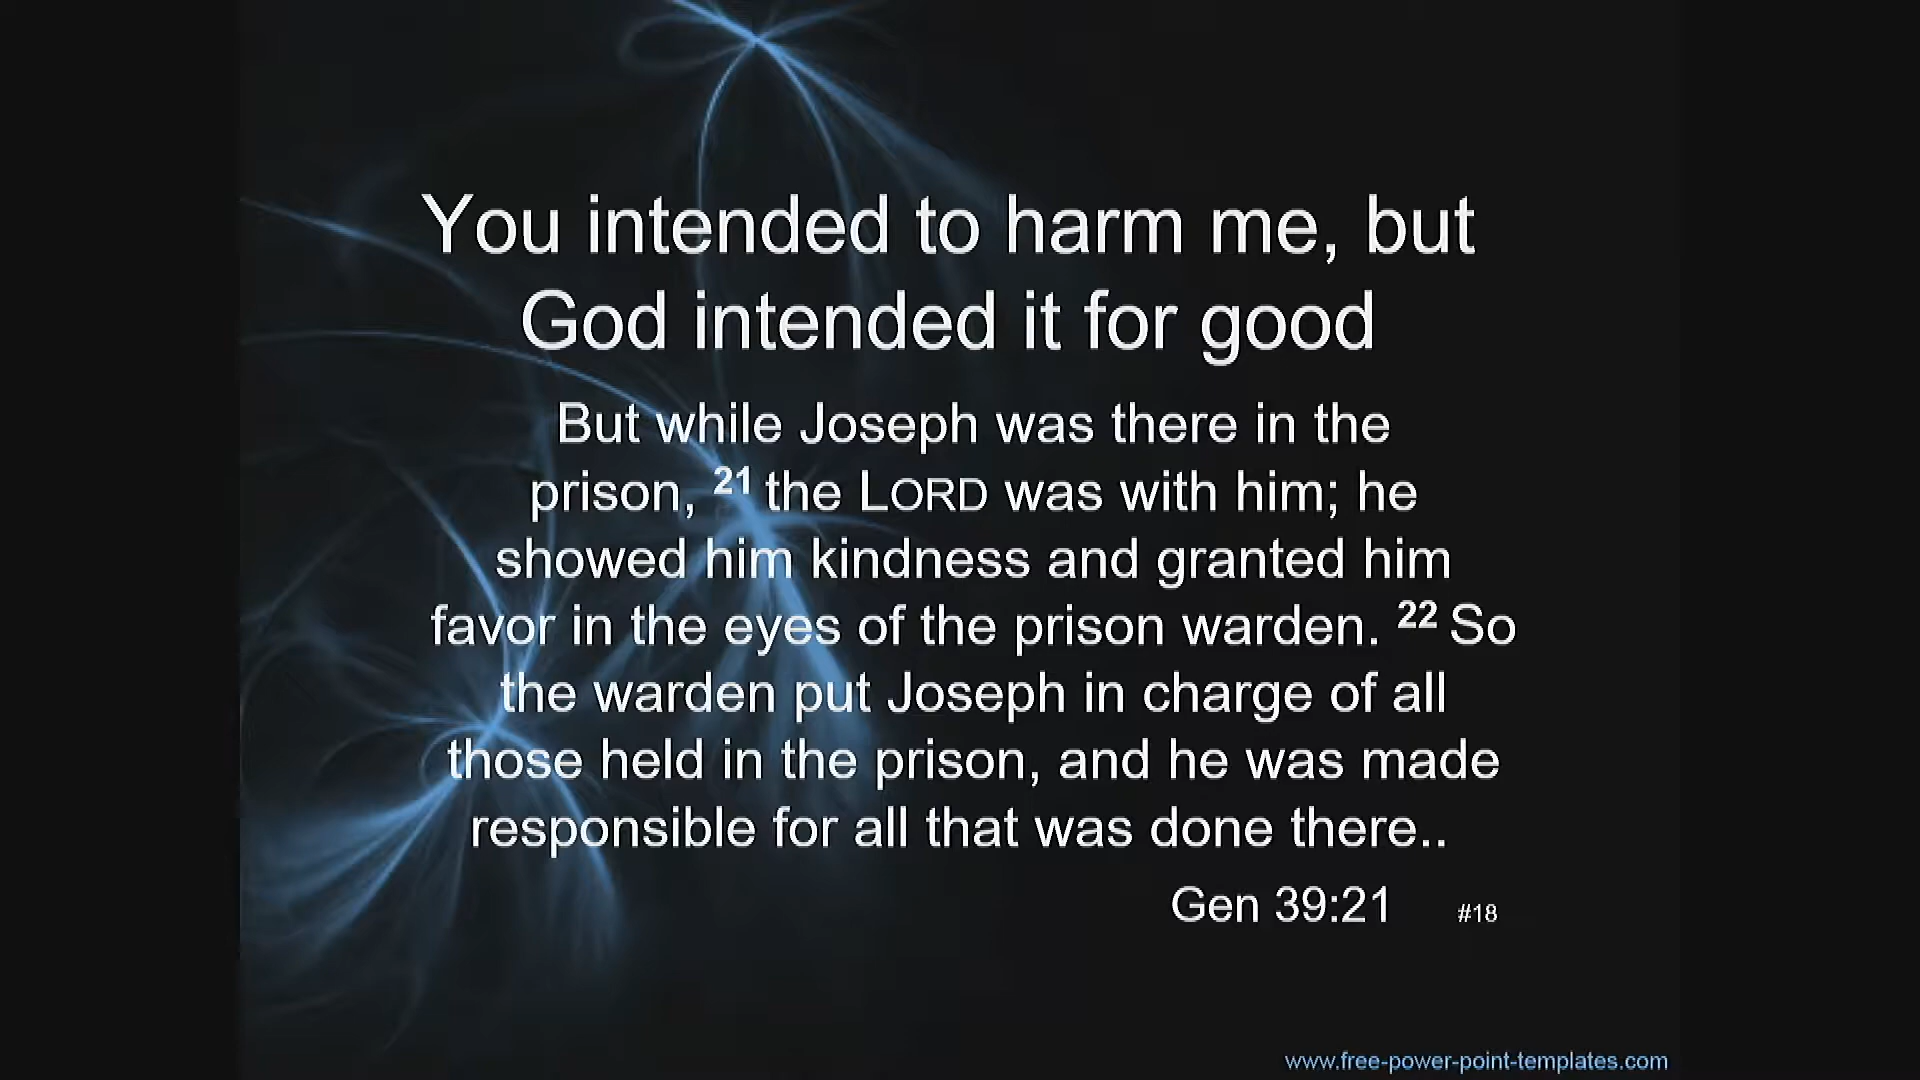 You intended to harm me, but
God intended it for good
But while Joseph was there in the
prison, 21 the LORD was with him; he
showed him kindness and granted him
favor in the eyes of the prison warden. 22 So
the warden put Joseph in charge of all
those held in the prison, and he was made
responsible for all that was done there..
Gen 39:21 #18
www.free-power-point-templates.com